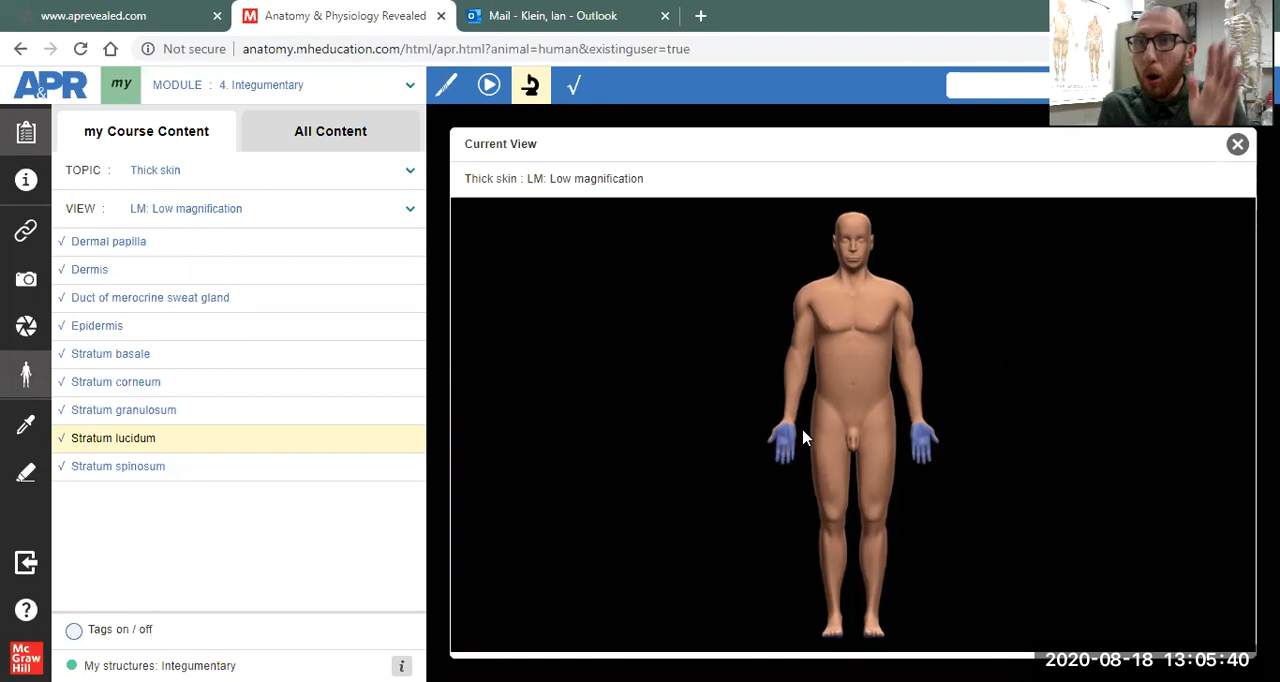 www.aprevealed.com
Anatomy & Physiology Revealed
Mail - Klein, Ian - Outlook
Not secure | anatomy.mheducation.com/html/apr.html?animal=human&existinguser=true
A&PR my MODULE : 4. Integumentary
my Course Content All Content
Current View
TOPIC : Thick skin
Thick skin : LM: Low magnification
VIEW : LM: Low magnification
√ Dermal papilla
√ Dermis
√ Duct of merocrine sweat gland
√ Epidermis
√ Stratum basale
√ Stratum corneum
√ Stratum granulosum
√ Stratum lucidum
√ Stratum spinosum
Tags on / off
My structures: Integumentary
Mc
Graw
Hill
2020-08-18 13:05:40